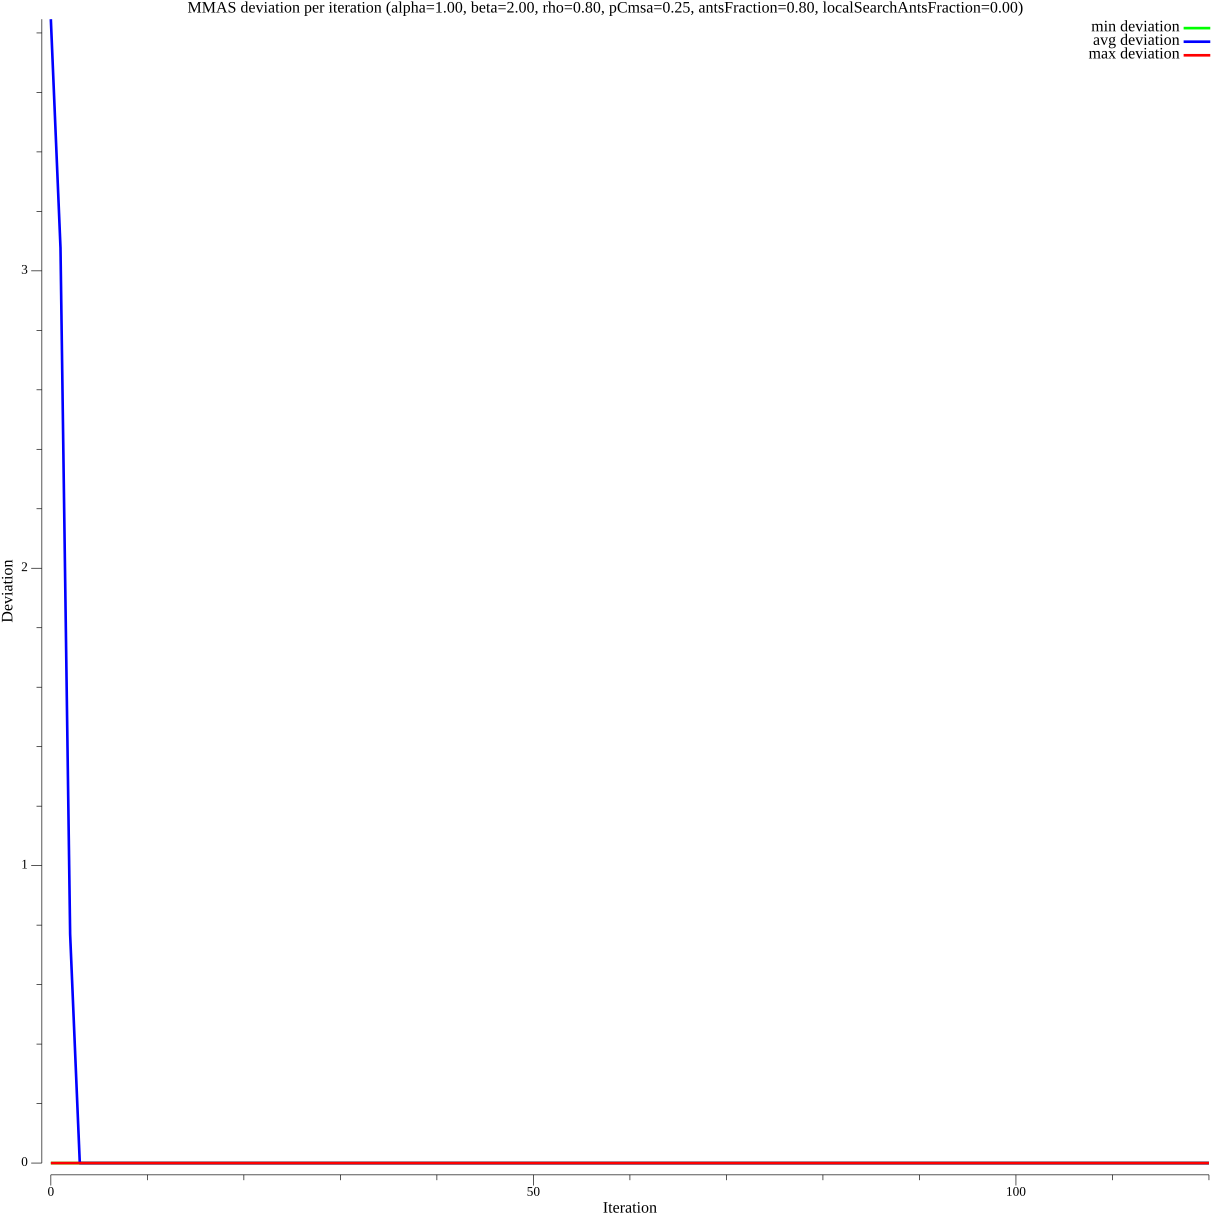 MMAS deviation per iteration (alpha=1.00, beta=2.00, rho=0.80, pCmsa=0.25, antsFraction=0.80, localSearchAntsFraction=0.00)
min deviation
avg deviation
max deviation
3
2
1
0
Deviation
0 50 100
Iteration